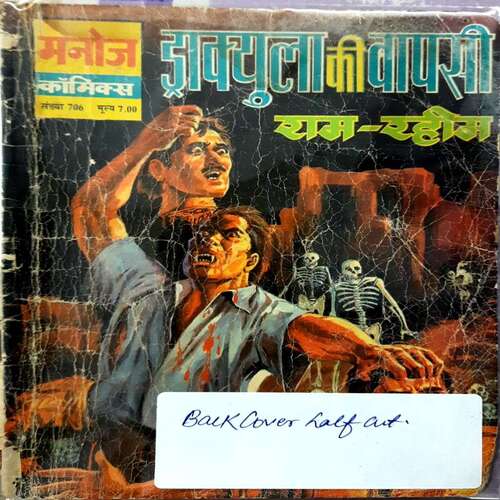 मनोज
कॉमिक्स
संख्या 706 मूल्य 7.00
ड्राक्युला की वापसी
राम-रहीम
Back Cover half cut.